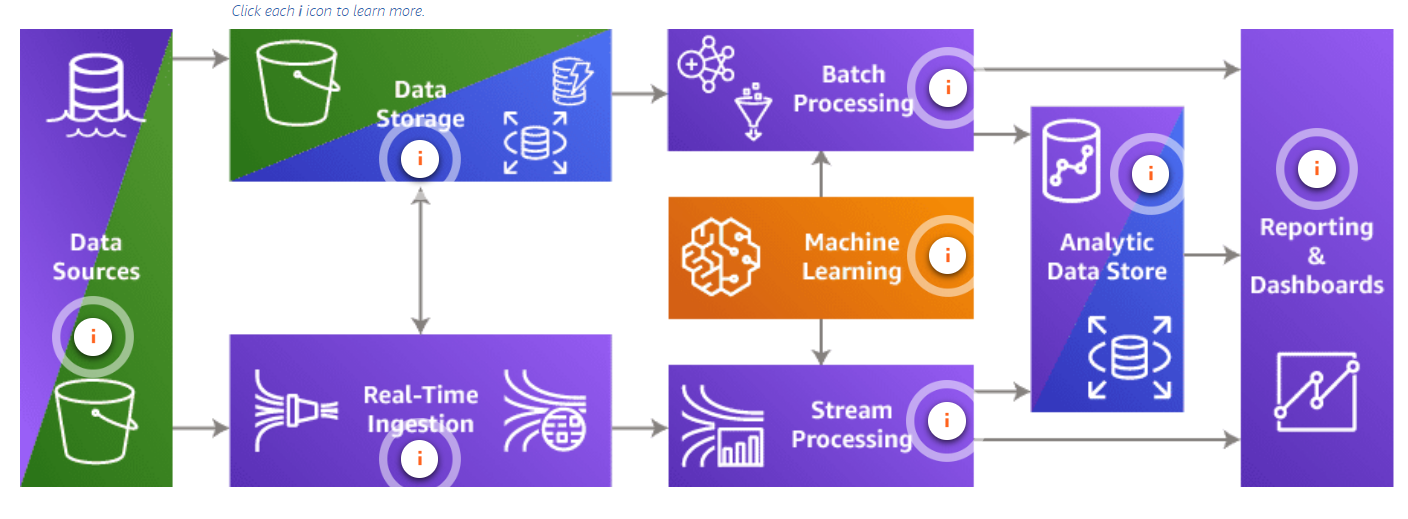 Click each i icon to learn more.
Data
Sources
i
Data
Storage
i
Real-Time
Ingestion
i
Batch
Processing
i
Machine
Learning
i
Stream
Processing
i
Analytic
Data Store
i
Reporting
&
Dashboards
i